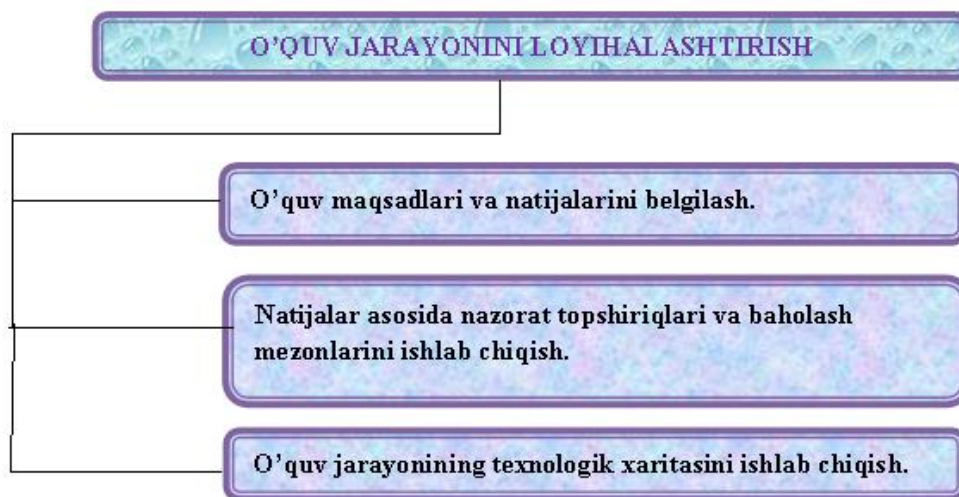 O’QUV JARAYONINI LOYIHALASHTIRISH
O’quv maqsadlari va natijalarini belgilash.
Natijalar asosida nazorat topshiriqlari va baholash
mezonlarini ishlab chiqish.
O’quv jarayonining texnologik xaritasini ishlab chiqish.